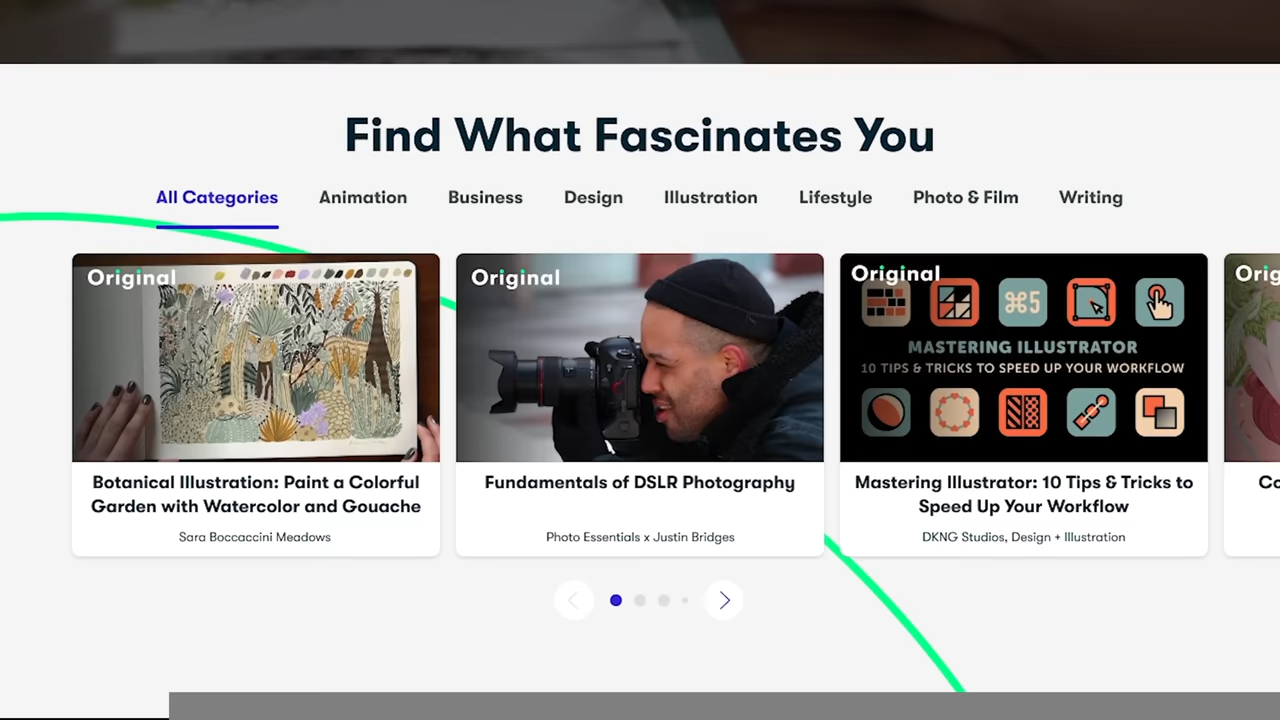 Find What Fascinates You
All Categories Animation Business Design Illustration Lifestyle Photo & Film Writing
Original
Botanical Illustration: Paint a Colorful
Garden with Watercolor and Gouache
Sara Boccaccini Meadows
Original
Fundamentals of DSLR Photography
Photo Essentials x Justin Bridges
Original
⌘5
MASTERING ILLUSTRATOR
10 TIPS & TRICKS TO SPEED UP YOUR WORKFLOW
Mastering Illustrator: 10 Tips & Tricks to
Speed Up Your Workflow
DKNG Studios, Design + Illustration
Orig
Co